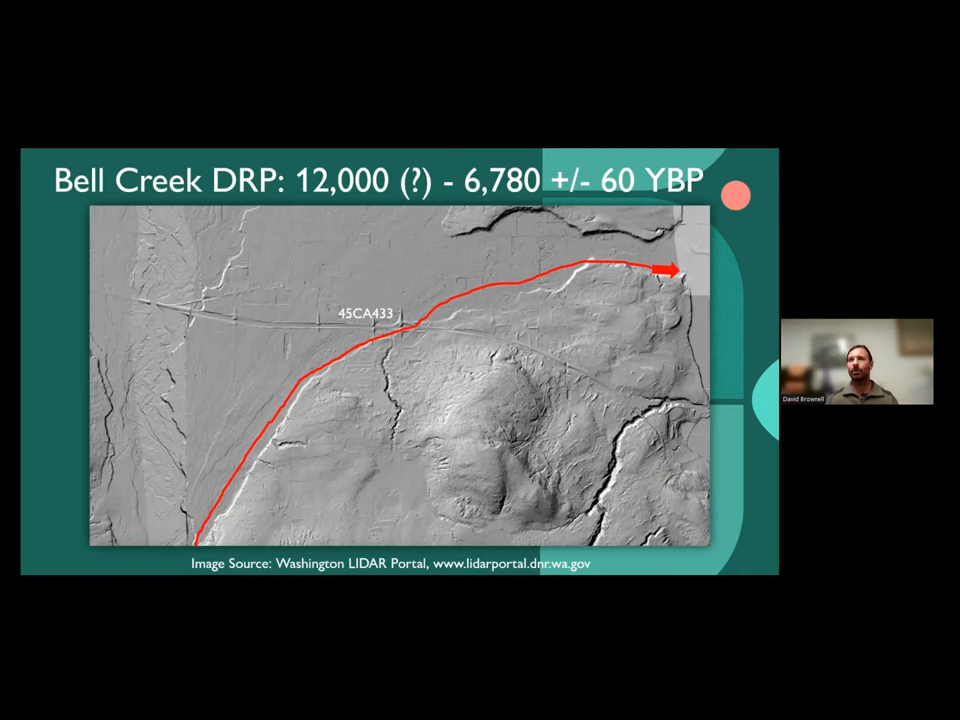 Bell Creek DRP: 12,000 (?) - 6,780 +/- 60 YBP
45CA433
David Brownell
Image Source: Washington LIDAR Portal, www.lidarportal.dnr.wa.gov